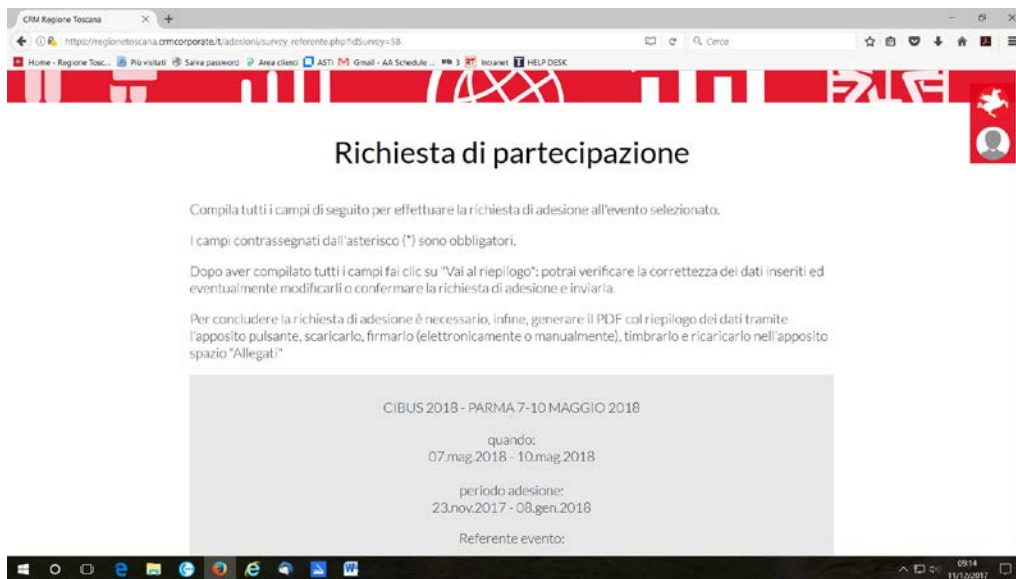 CRM Regione Toscana
https://regionetoscana.crmcorporate.it/adesioni/survey_referente.php?idSurvey=58
Cerca
Home - Regione Tosc... Più visitati Salva password Area clienti ASTI Gmail - AA Schedule ... 3 RT Intranet HELP DESK
Richiesta di partecipazione
Compila tutti i campi di seguito per effettuare la richiesta di adesione all'evento selezionato.
I campi contrassegnati dall'asterisco (*) sono obbligatori.
Dopo aver compilato tutti i campi fai clic su "Vai al riepilogo": potrai verificare la correttezza dei dati inseriti ed
eventualmente modificarli o confermare la richiesta di adesione e inviarla.
Per concludere la richiesta di adesione è necessario, infine, generare il PDF col riepilogo dei dati tramite
l'apposito pulsante, scaricarlo, firmarlo (elettronicamente o manualmente), timbrarlo e ricaricarlo nell'apposito
spazio "Allegati"
CIBUS 2018 - PARMA 7-10 MAGGIO 2018
quando:
07.mag.2018 - 10.mag.2018
periodo adesione:
23.nov.2017 - 08.gen.2018
Referente evento:
09:14
11/12/2017